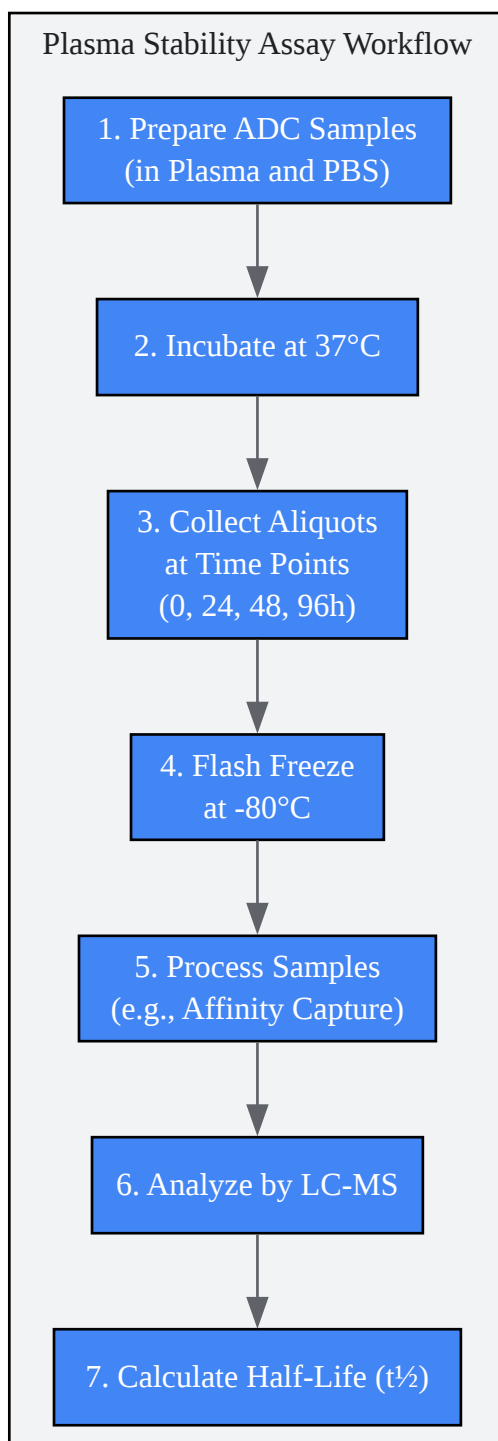 Plasma Stability Assay Workflow
1. Prepare ADC Samples
(in Plasma and PBS)
2. Incubate at 37°C
3. Collect Aliquots
at Time Points
(0, 24, 48, 96h)
4. Flash Freeze
at -80°C
5. Process Samples
(e.g., Affinity Capture)
6. Analyze by LC-MS
7. Calculate Half-Life (t½)